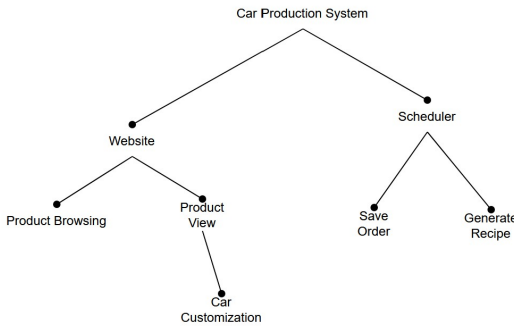 Car Production System
Scheduler
Website
Product Browsing
Product
View
Save
Order
Generate
Recipe
Car
Customization